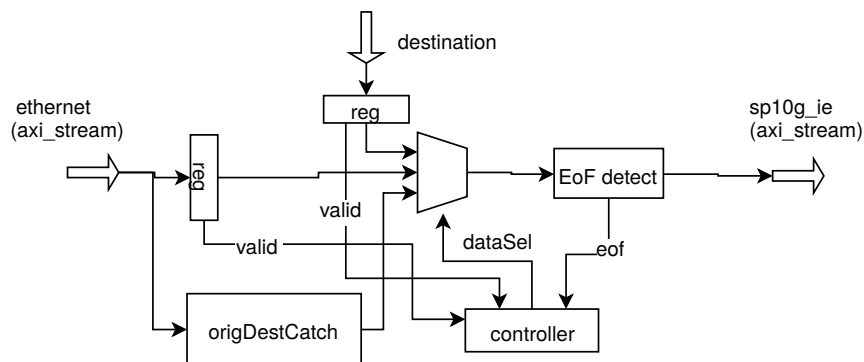 destination
ethernet
(axi_stream)
reg
sp10g_ie
(axi_stream)
reg
EoF detect
valid
valid
dataSel
eof
origDestCatch
controller